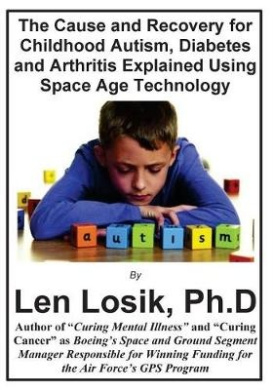 The Cause and Recovery for
Childhood Autism, Diabetes
and Arthritis Explained Using
Space Age Technology
a u t i s m
By
Len Losik, Ph.D
Author of "Curing Mental Illness" and "Curing
Cancer" as Boeing's Space and Ground Segment
Manager Responsible for Winning Funding for
the Air Force's GPS Program